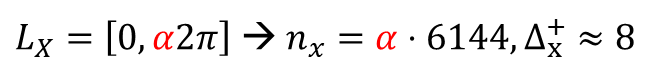 L_X = [0, α2π] → n_x = α · 6144, Δ_x^+ ≈ 8